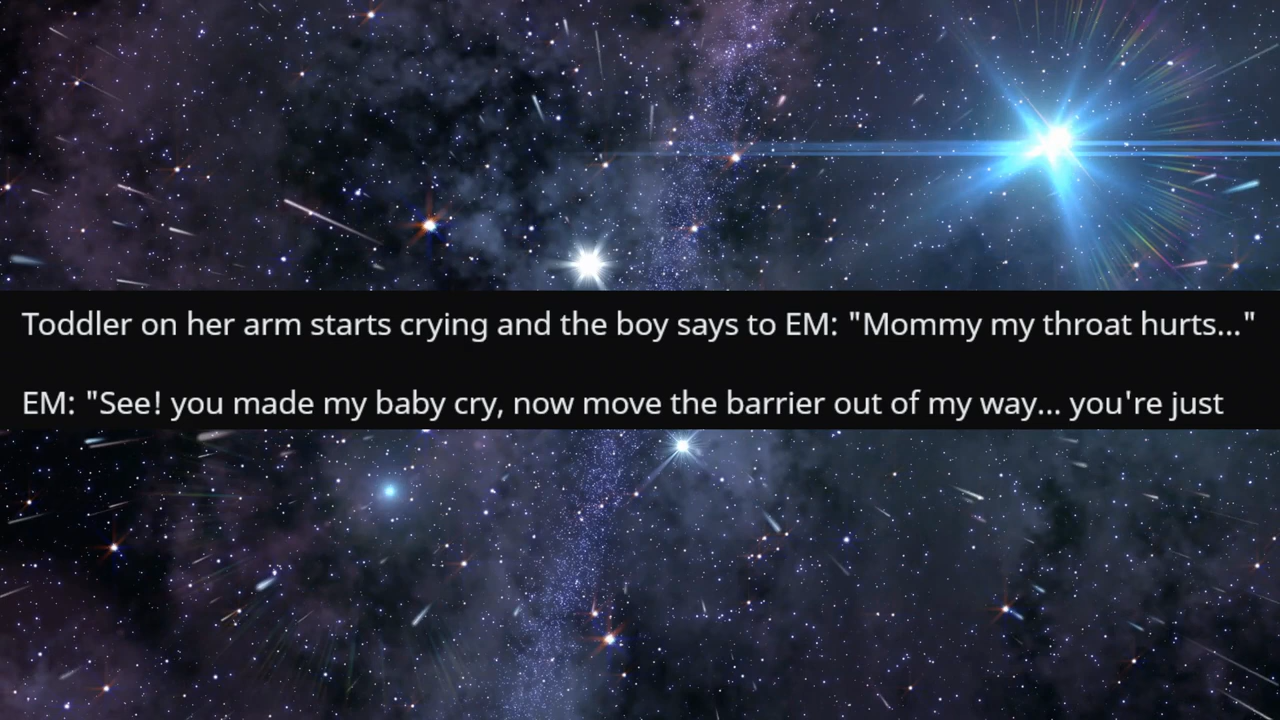 Toddler on her arm starts crying and the boy says to EM: "Mommy my throat hurts..."
EM: "See! you made my baby cry, now move the barrier out of my way... you're just